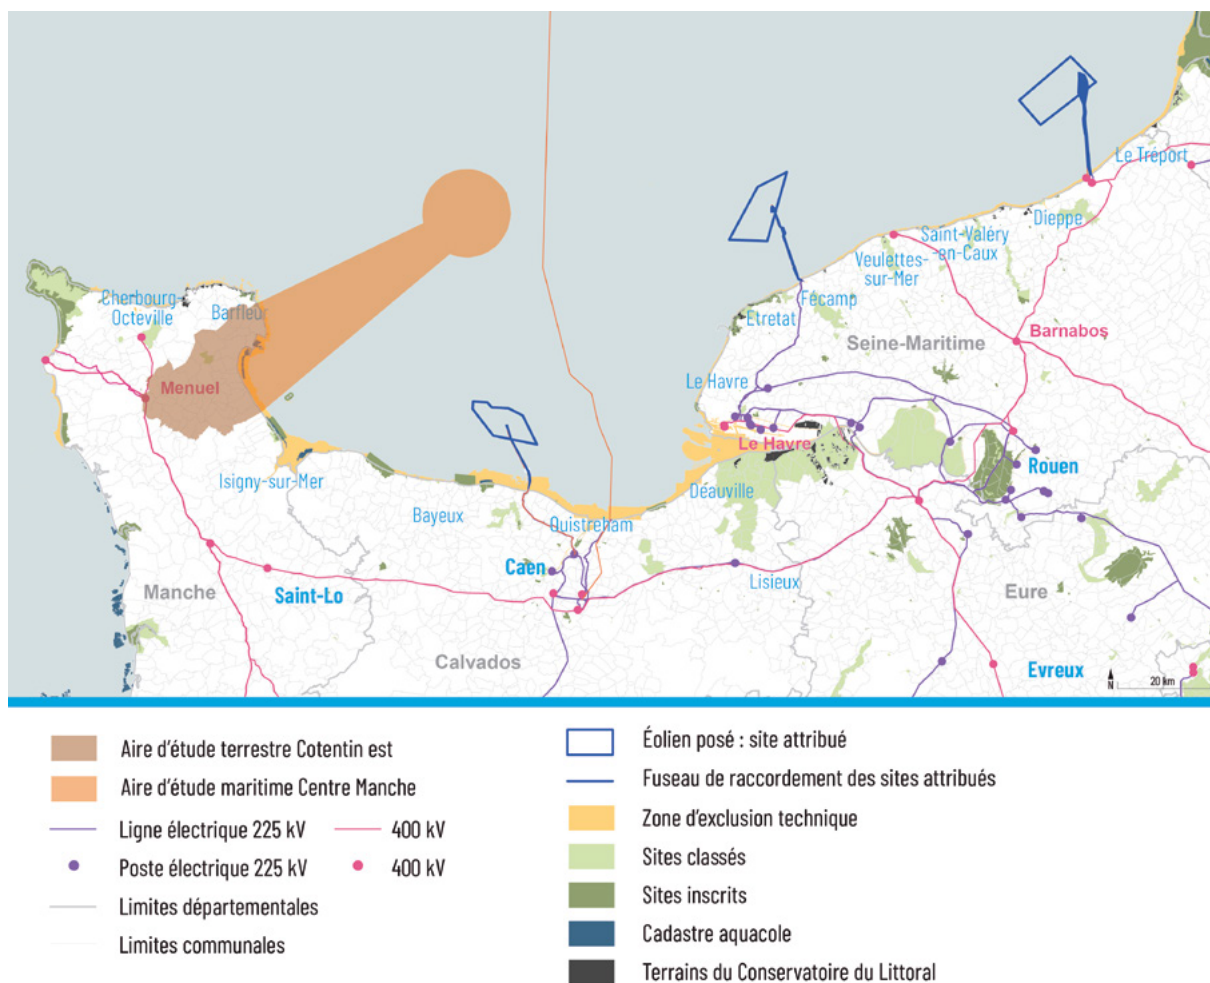 Le Tréport
Dieppe
Saint-Valéry
-en-Caux
Veulettes-
sur-Mer
Fécamp
Etretat
Cherbourg-
Octeville
Barfleur
Seine-Maritime
Barnabos
Menuel
Le Havre
Le Havre
Rouen
Isigny-sur-Mer
Deauville
Bayeux
Ouistreham
Caen
Lisieux
Manche
Saint-Lo
Eure
Calvados
Evreux
N
20 km
Aire d'étude terrestre Cotentin est
Aire d'étude maritime Centre Manche
Ligne électrique 225 kV
400 kV
Poste électrique 225 kV
400 kV
Limites départementales
Limites communales
Éolien posé : site attribué
Fuseau de raccordement des sites attribués
Zone d'exclusion technique
Sites classés
Sites inscrits
Cadastre aquacole
Terrains du Conservatoire du Littoral